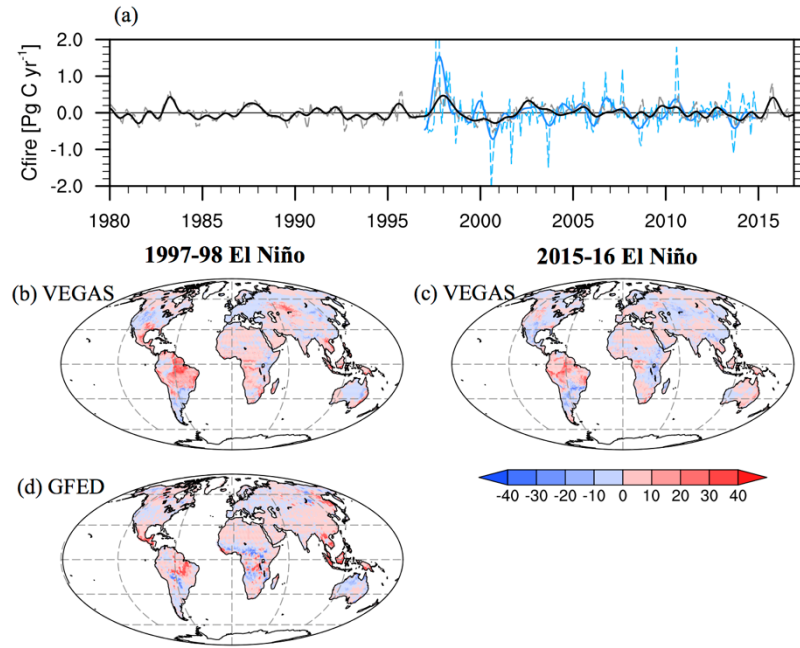 (a)
Cfire [Pg C yr⁻¹]
2.0
1.0
0.0
-1.0
-2.0
1980 1985 1990 1995 2000 2005 2010 2015
1997-98 El Niño 2015-16 El Niño
(b) VEGAS (c) VEGAS
(d) GFED
-40 -30 -20 -10 0 10 20 30 40